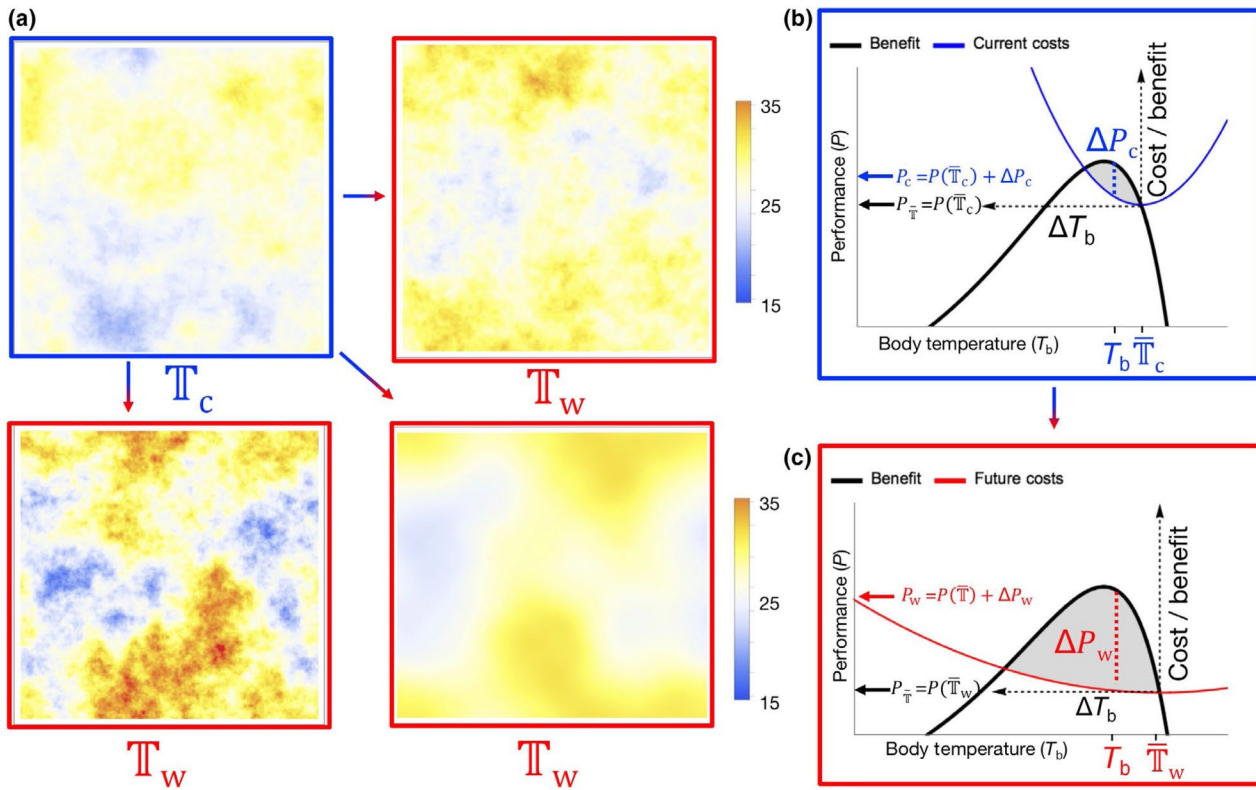 (a)
35
25
15
𝕋c
𝕋w
35
25
15
𝕋w
𝕋w
(b)
Benefit Current costs
Performance (P)
Cost / benefit
ΔPc
Pc =P(𝕋̅c) + ΔPc
P𝕋̅ =P(𝕋̅c)
ΔTb
Body temperature (Tb)
Tb 𝕋̿c
(c)
Benefit Future costs
Performance (P)
Cost / benefit
Pw =P(𝕋̅) + ΔPw
ΔPw
P𝕋̅ =P(𝕋̅w)
ΔTb
Body temperature (Tb)
Tb 𝕋̿w